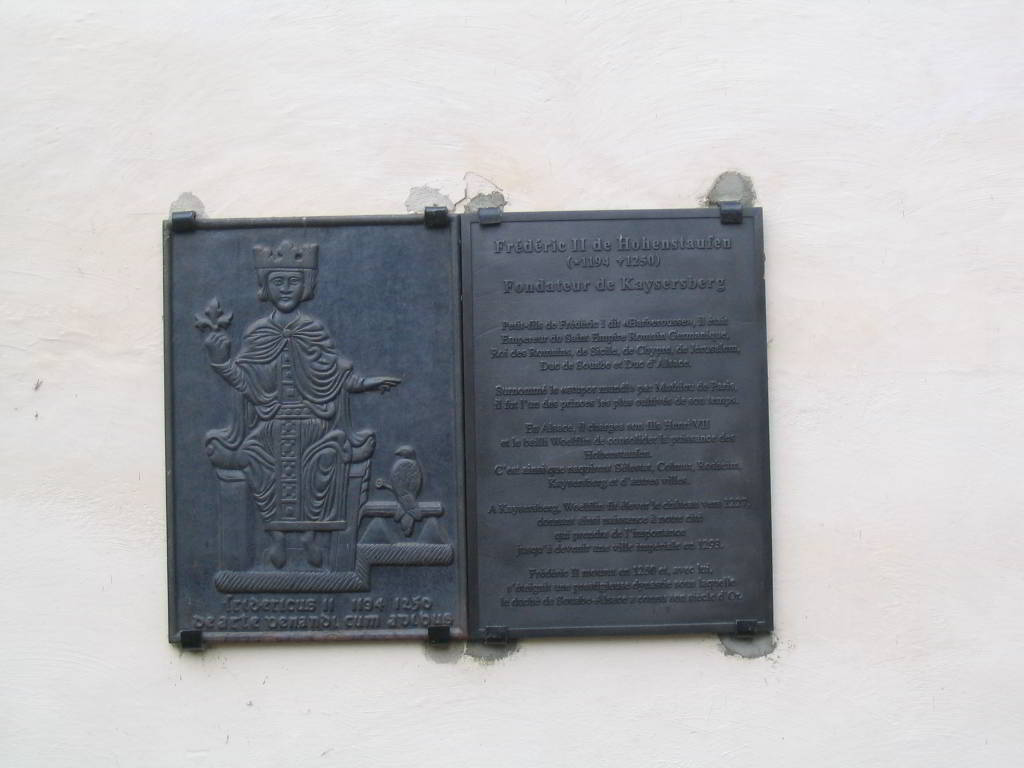 fridericus II 1194 1250
de arte venandi cum avibus
Frédéric II de Hohenstaufen
(*1194 +1250)
Fondateur de Kaysersberg
Petit-fils de Frédéric I dit «Barberousse», il était
Empereur du Saint Empire Romain Germanique,
Roi des Romains, de Sicile, de Chypre, de Jérusalem,
Duc de Souabe et Duc d'Alsace.
Surnommé le «stupor mundi» par Mathieu de Paris,
il fut l'un des princes les plus cultivés de son temps.
En Alsace, il chargea son fils Henri VII
et le bailli Woelfflin de consolider la puissance des
Hohenstaufen.
C'est ainsi que naquirent Sélestat, Colmar, Rosheim,
Kaysersberg et d'autres villes.
A Kaysersberg, Woelfflin fit élever le château vers 1227,
donnant ainsi naissance à notre cité
qui prendra de l'importance
jusqu'à devenir une ville impériale en 1293.
Frédéric II mourut en 1250 et, avec lui,
s'éteignit une prestigieuse dynastie sous laquelle
le duché de Souabe-Alsace a connu son siècle d'Or.